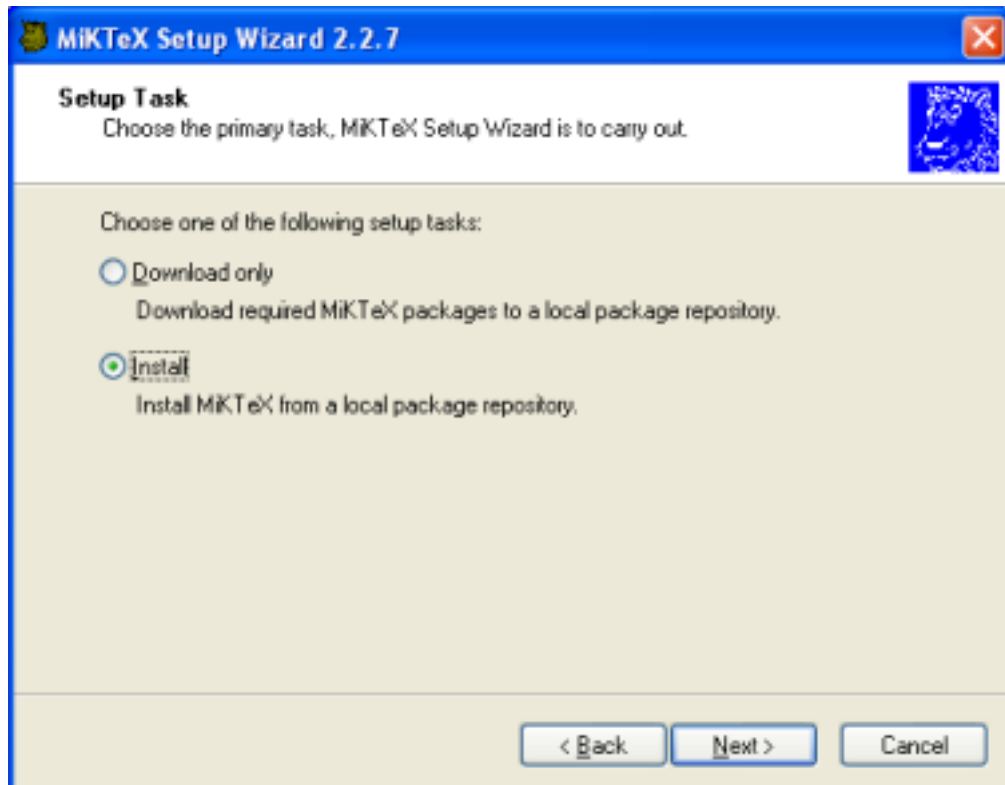 MiKTeX Setup Wizard 2.2.7
Setup Task
Choose the primary task, MiKTeX Setup Wizard is to carry out.
Choose one of the following setup tasks:
Download only
Download required MiKTeX packages to a local package repository.
Install
Install MiKTeX from a local package repository.
< Back Next > Cancel